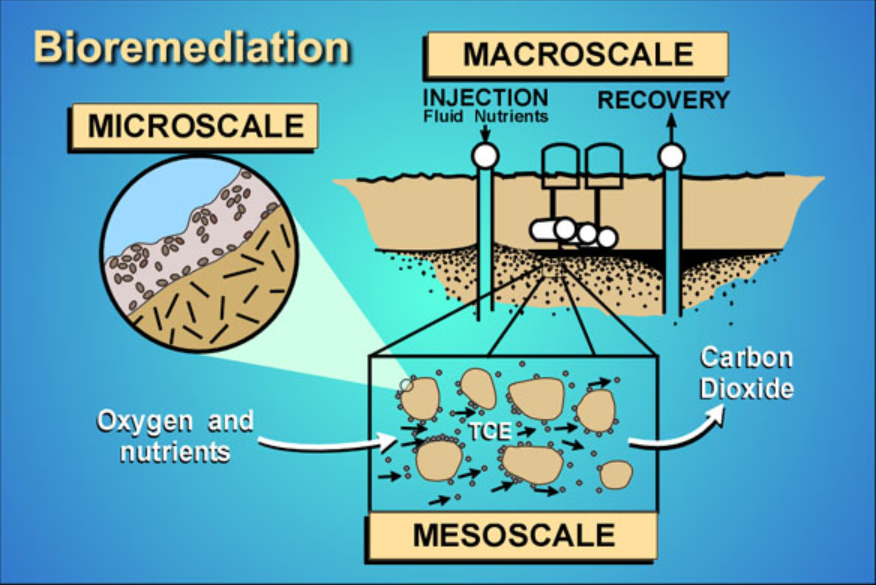 Bioremediation
MACROSCALE
INJECTION
Fluid Nutrients
RECOVERY
MICROSCALE
Carbon
Dioxide
Oxygen and
nutrients
TCE
MESOSCALE